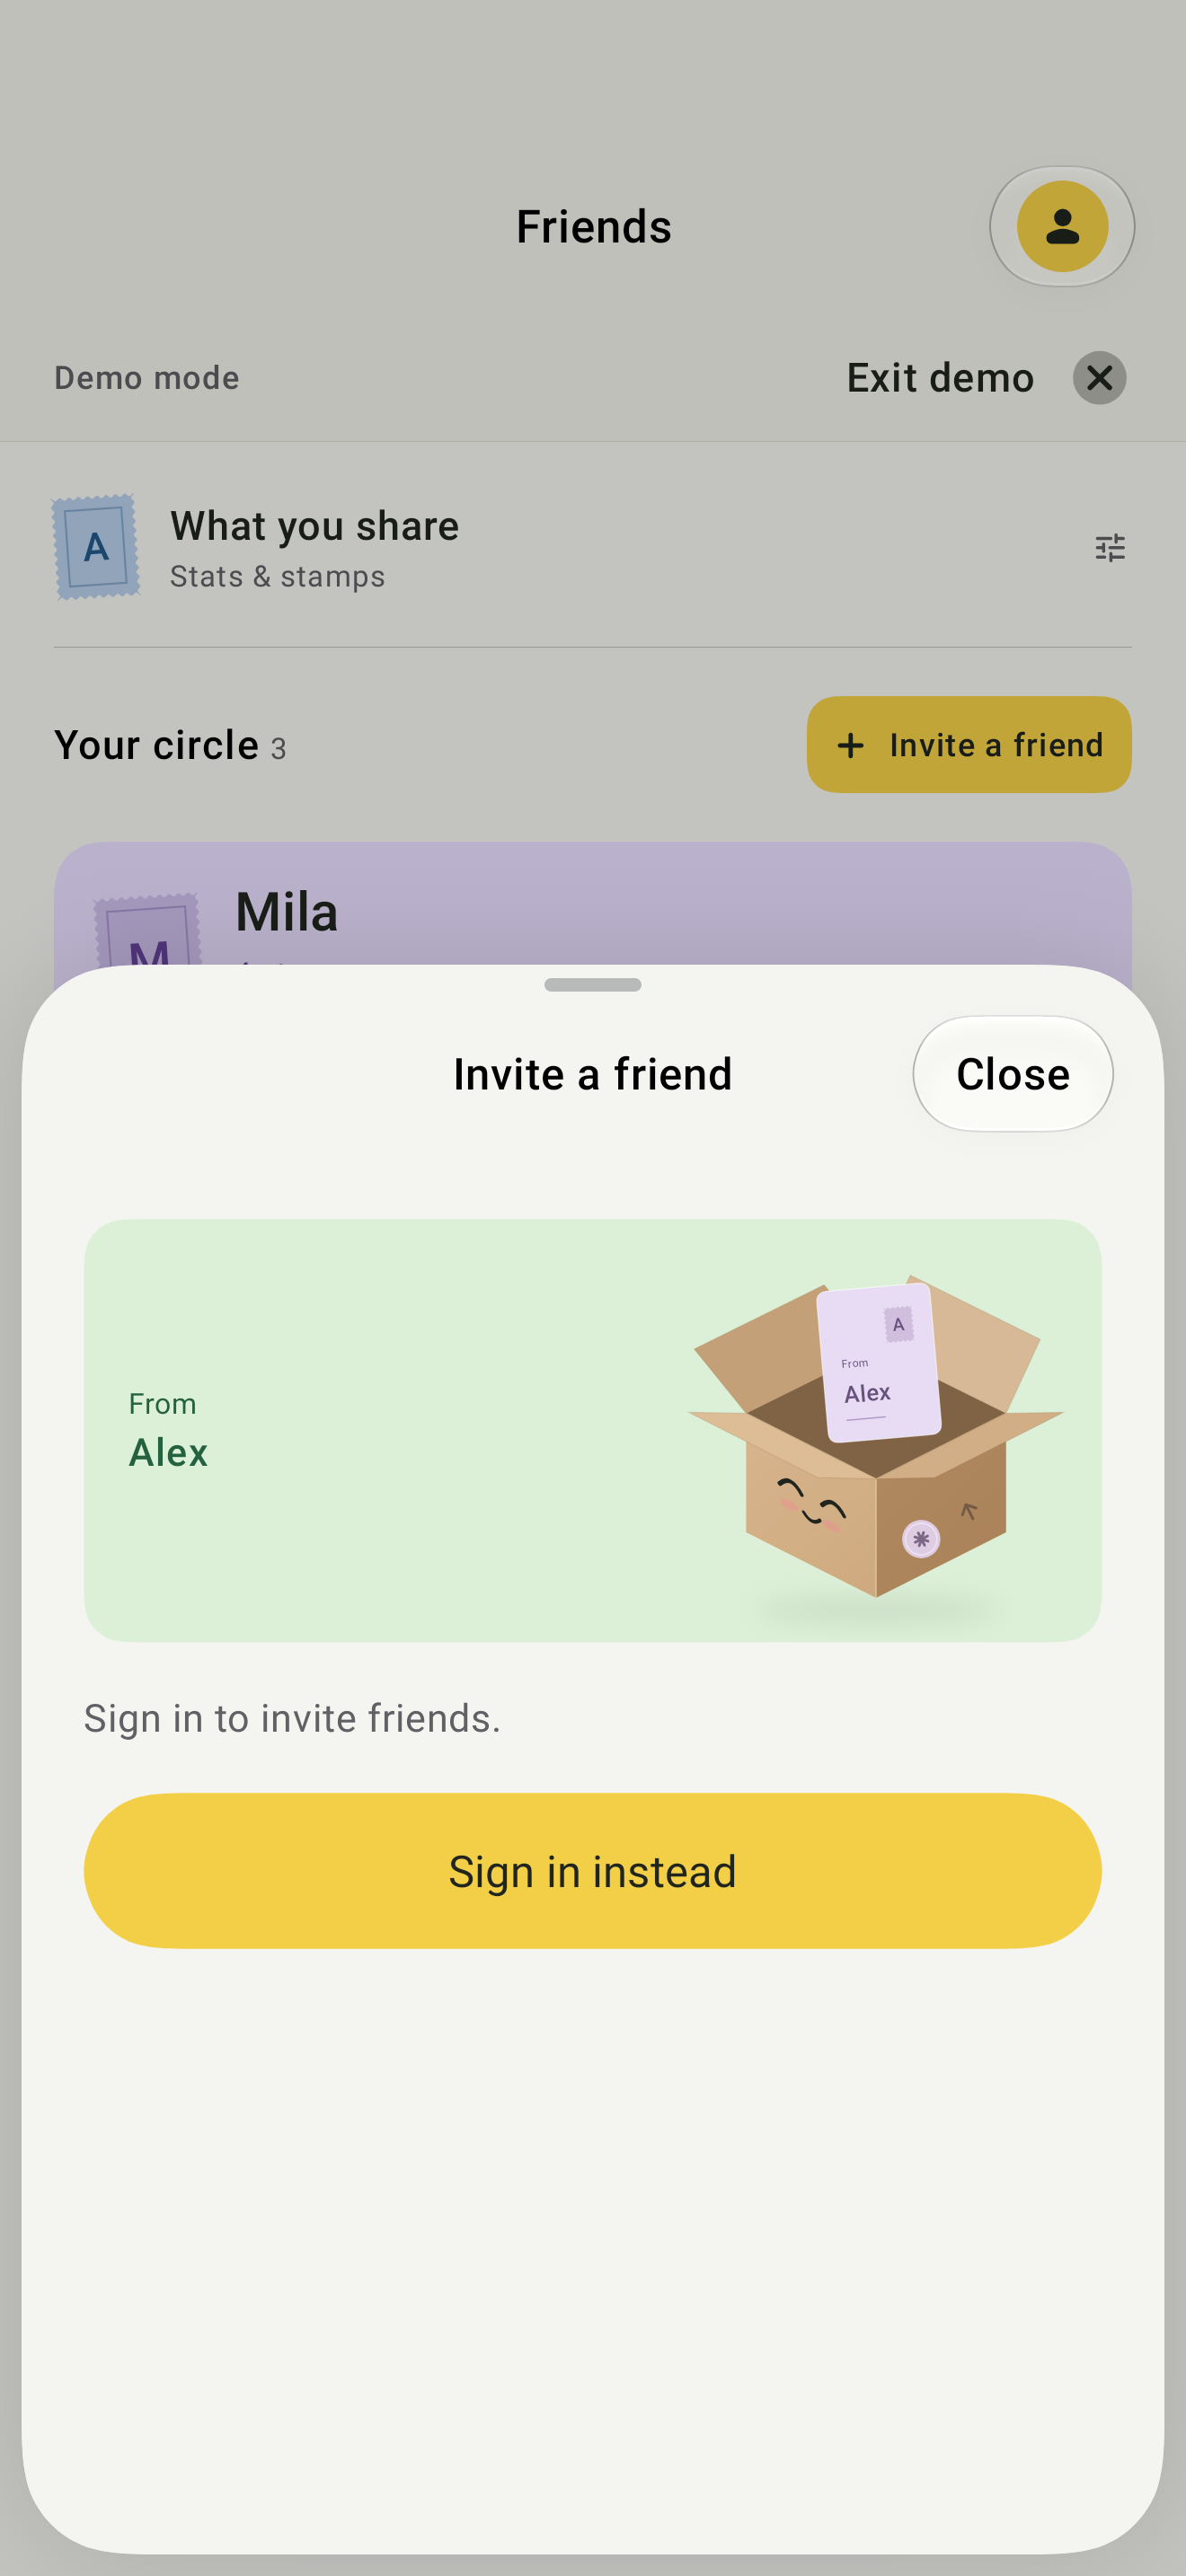 Friends
Demo mode
Exit demo
A
What you share
Stats & stamps
Your circle 3
Invite a friend
Mila
M
Invite a friend
Close
A
From
Alex
From
Alex
Sign in to invite friends.
Sign in instead